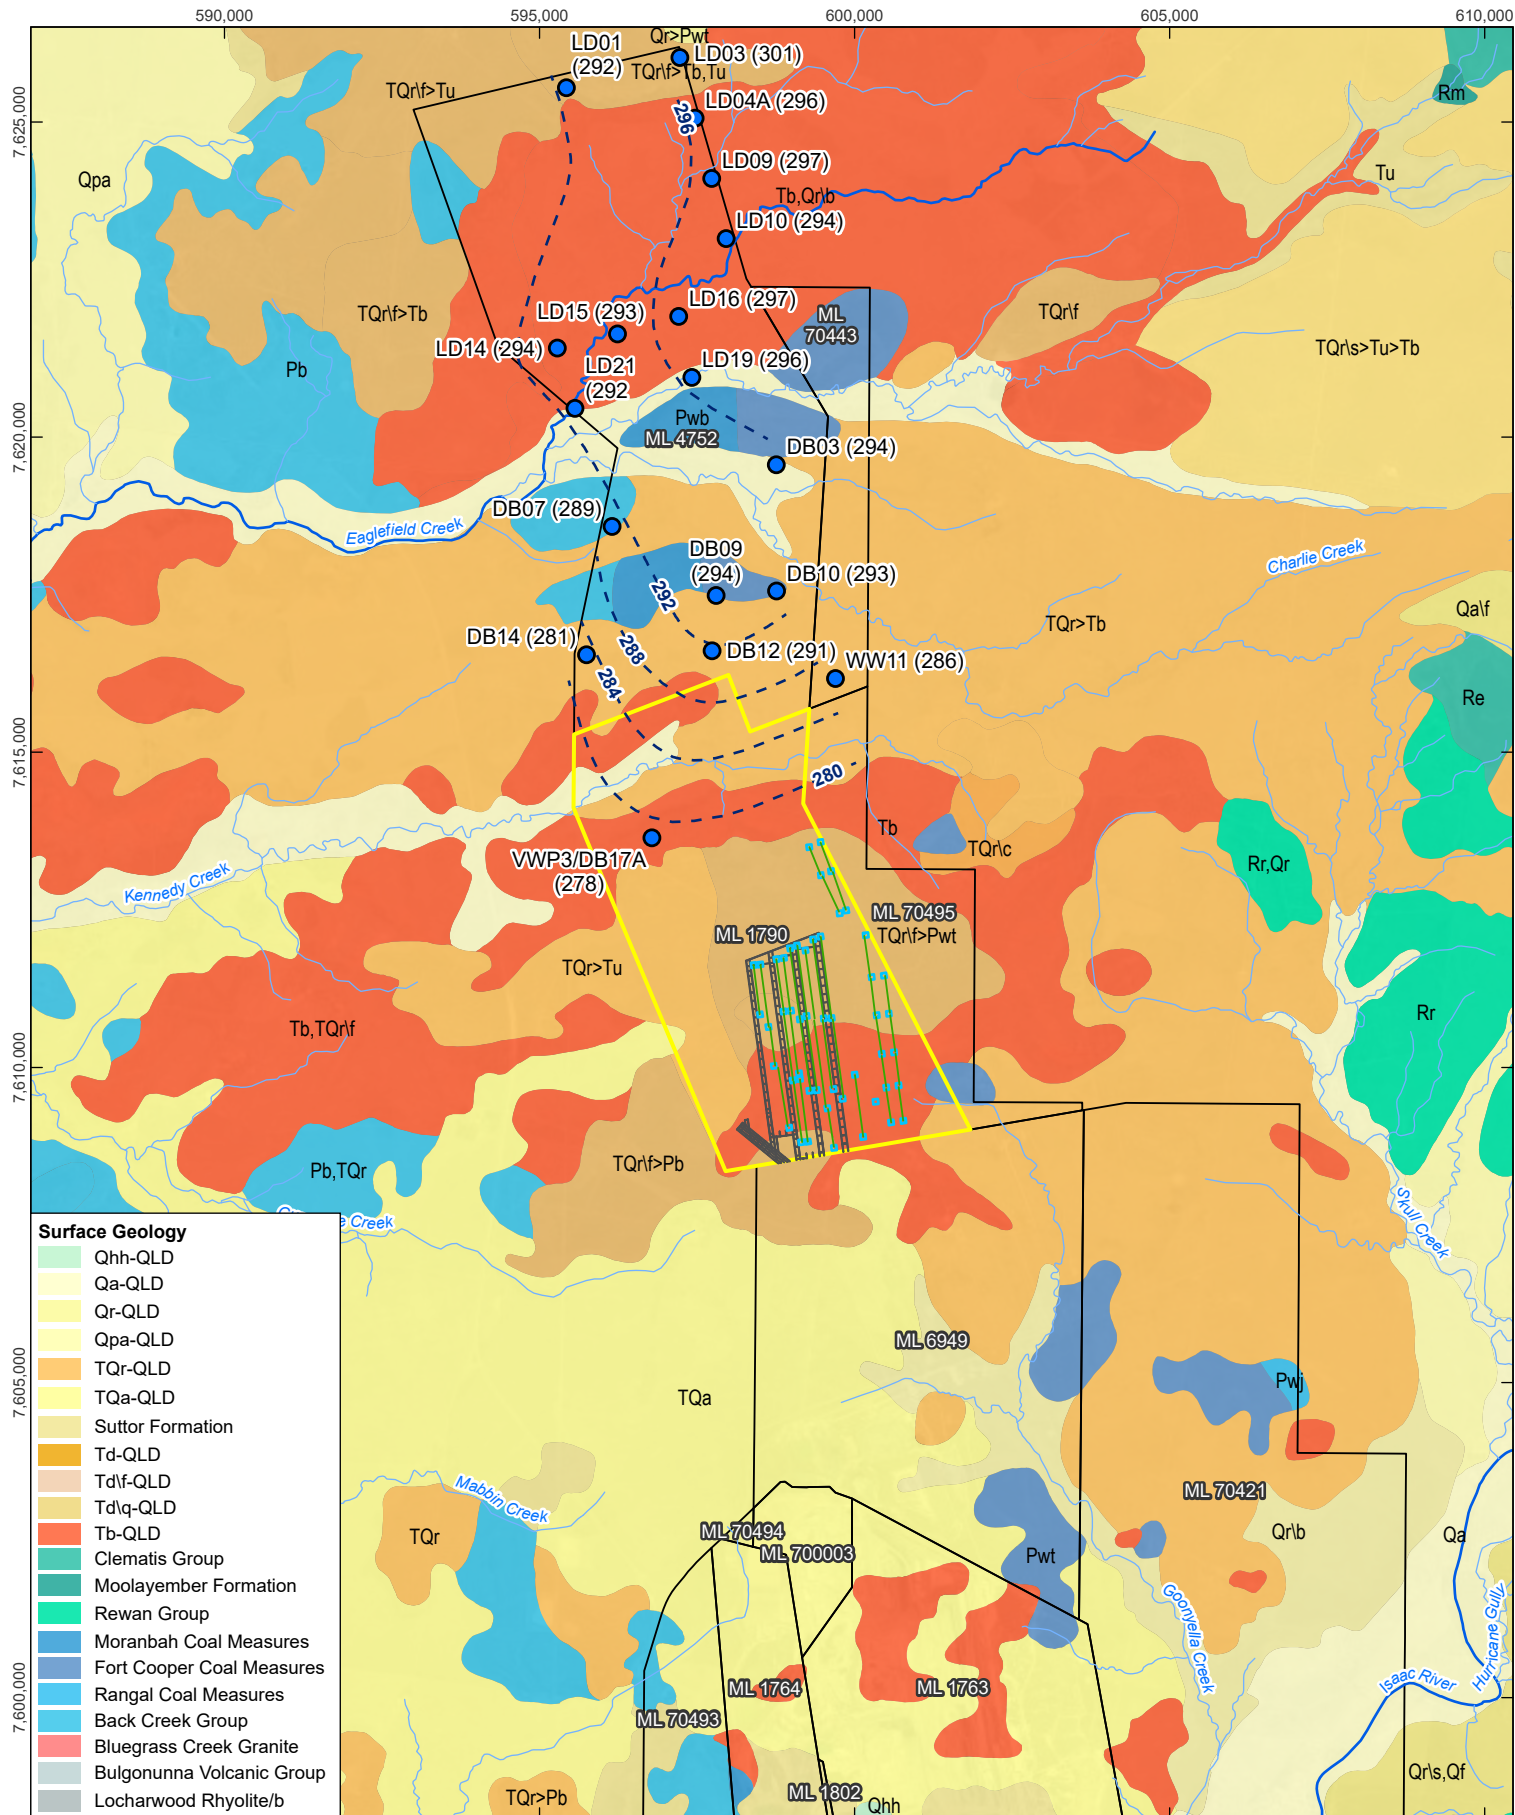 590,000
595,000
600,000
605,000
610,000
7,625,000
7,620,000
7,615,000
7,610,000
7,605,000
7,600,000
Qr>Pwt
LD01
(292)
LD03 (301)
TQr\f>Tb,Tu
TQr\f>Tu
LD04A (296)
296
Rm
Qpa
LD09 (297)
Tb,Qr\b
Tu
LD10 (294)
TQr\f>Tb
LD15 (293)
LD16 (297)
ML
70443
TQr\f
LD14 (294)
LD21
(292
LD19 (296)
TQr\s>Tu>Tb
Pb
Pwb
ML 4752
DB03 (294)
DB07 (289)
Eaglefield Creek
DB09
(294)
DB10 (293)
Charlie Creek
292
Qa\f
TQr>Tb
DB14 (281)
288
DB12 (291)
WW11 (286)
284
Re
280
Tb
TQr\c
VWP3/DB17A
(278)
Rr,Qr
Kennedy Creek
ML 70495
ML 1790
TQr\f>Pwt
TQr>Tu
Tb,TQr\f
Rr
TQr\f>Pb
Pb,TQr
e Creek
Skull Creek
Surface Geology
Qhh-QLD
Qa-QLD
Qr-QLD
Qpa-QLD
TQr-QLD
TQa-QLD
Suttor Formation
Td-QLD
Td\f-QLD
Td\q-QLD
Tb-QLD
Clematis Group
Moolayember Formation
Rewan Group
Moranbah Coal Measures
Fort Cooper Coal Measures
Rangal Coal Measures
Back Creek Group
Bluegrass Creek Granite
Bulgonunna Volcanic Group
Locharwood Rhyolite/b
ML 6949
Pwj
TQa
Mabbin Creek
ML 70421
TQr
ML 70494
Qr\b
Qa
ML 700003
Pwt
Goonyella Creek
Hurricane Gully
Isaac River
ML 1764
ML 1763
ML 70493
Qr\s,Qf
TQr>Pb
ML 1802
Qhh